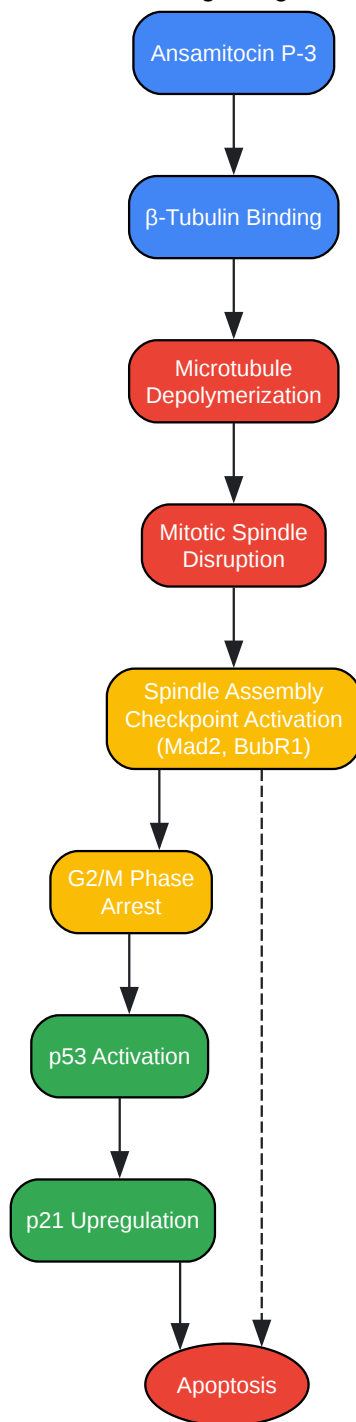 Ansamitocin P-3
β-Tubulin Binding
Microtubule
Depolymerization
Mitotic Spindle
Disruption
Spindle Assembly
Checkpoint Activation
(Mad2, BubR1)
G2/M Phase
Arrest
p53 Activation
p21 Upregulation
Apoptosis